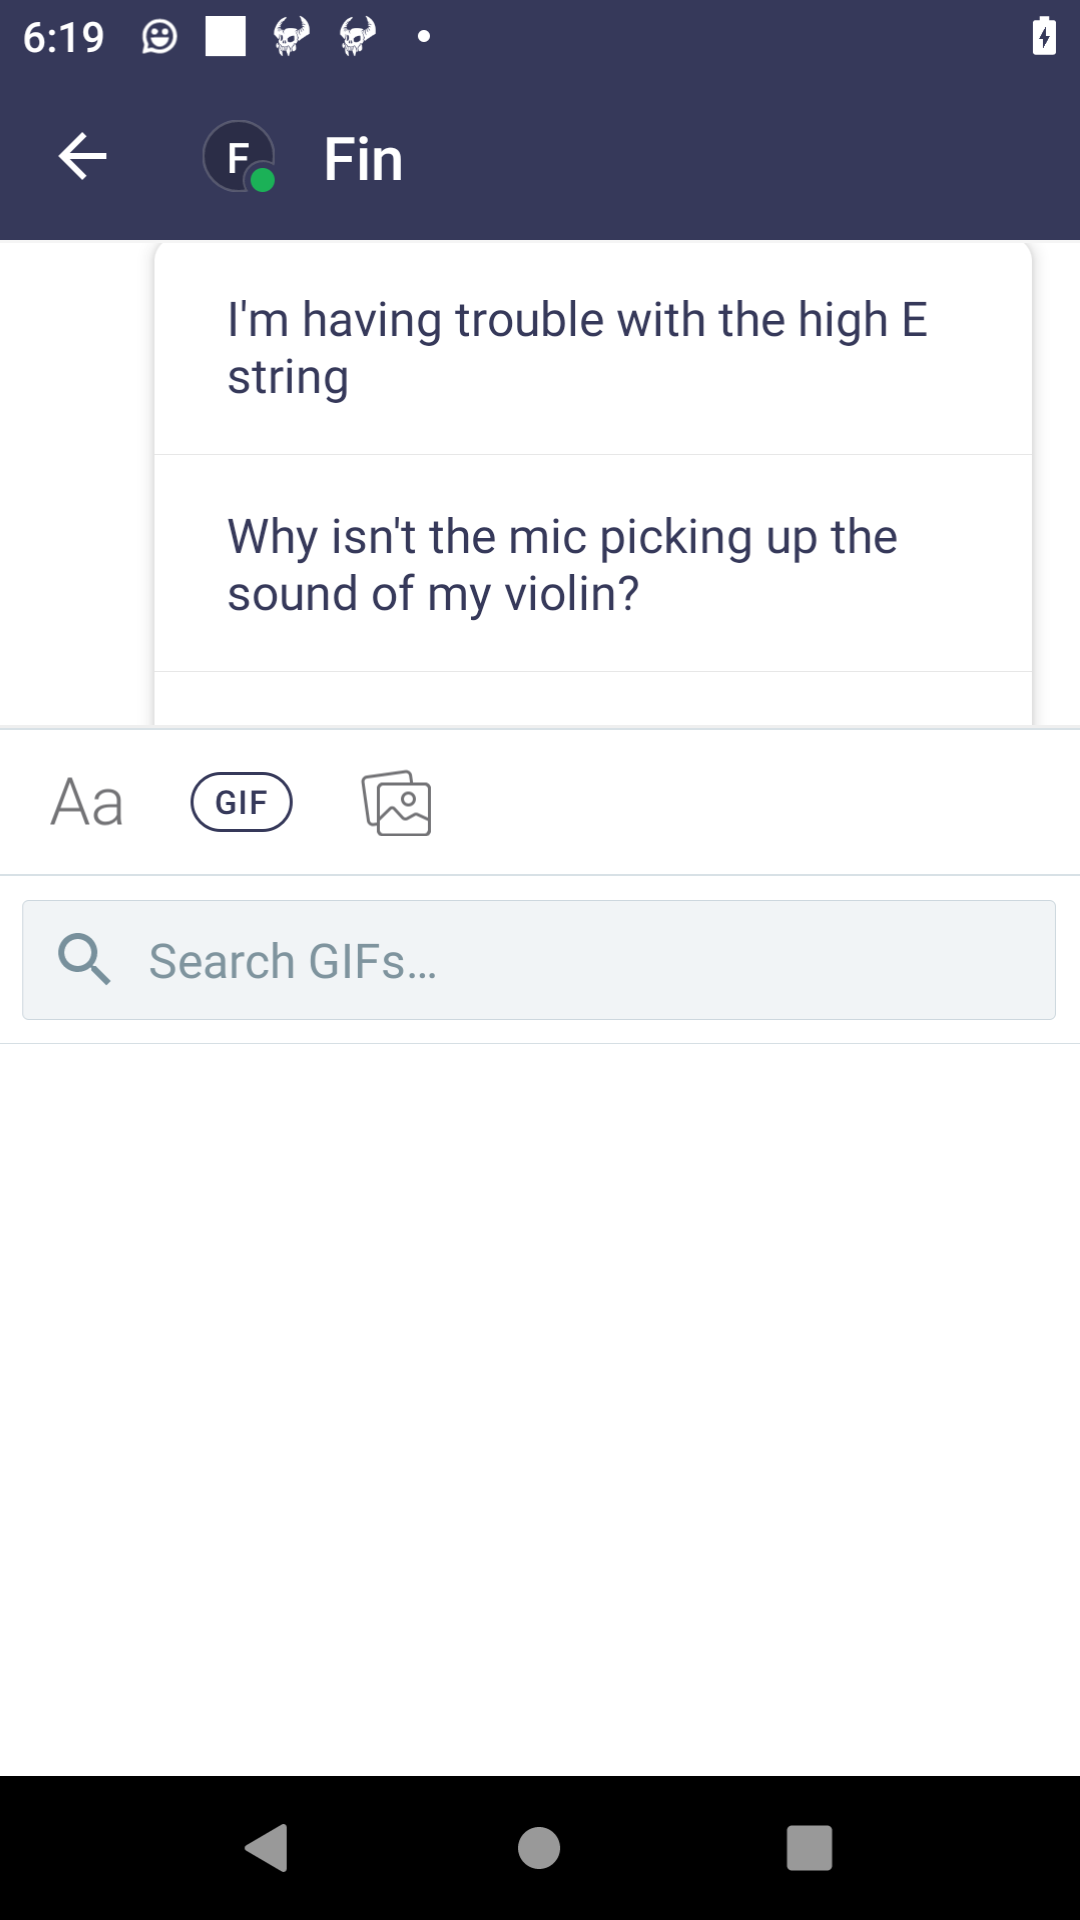 6:19
F
Fin
I'm having trouble with the high E
string
Why isn't the mic picking up the
sound of my violin?
Aa
GIF
Search GIFs...